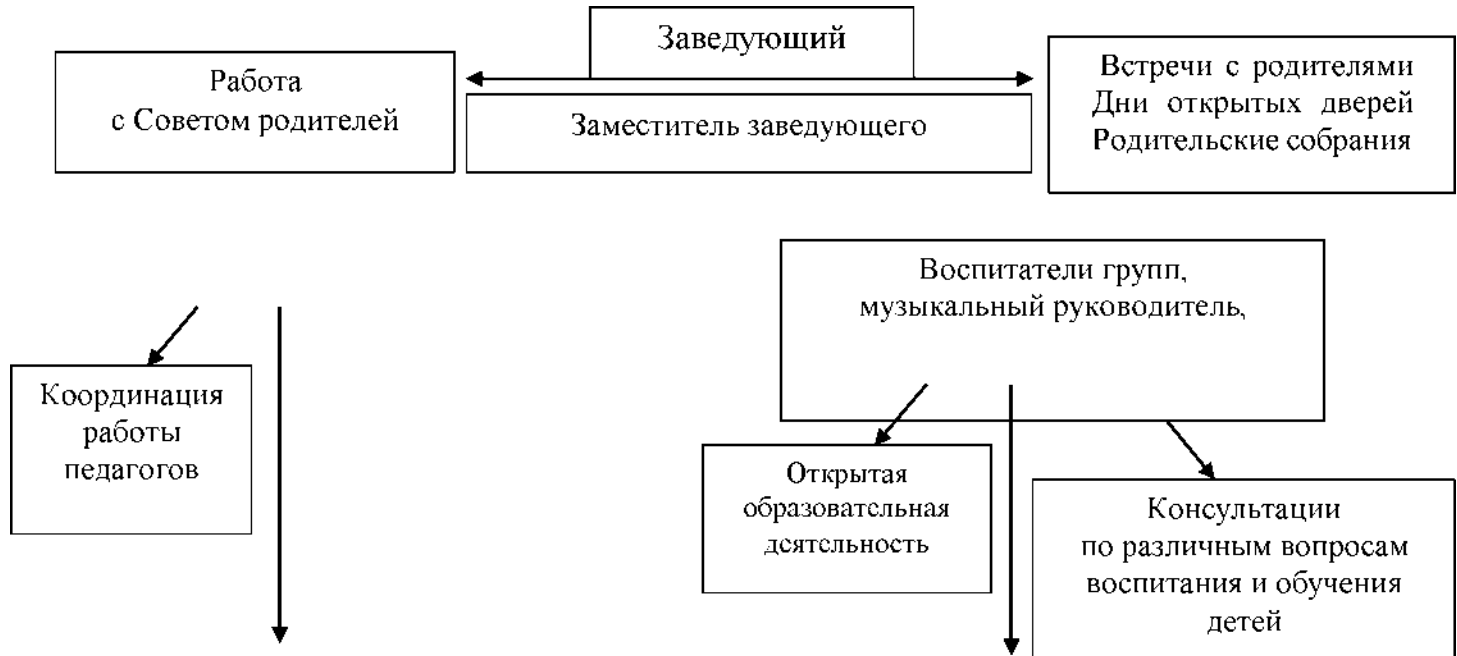 Заведующий
Работа
с Советом родителей
Заместитель заведующего
Встречи с родителями
Дни открытых дверей
Родительские собрания
Воспитатели групп,
музыкальный руководитель,
Координация
работы
педагогов
Открытая
образовательная
деятельность
Консультации
по различным вопросам
воспитания и обучения
детей